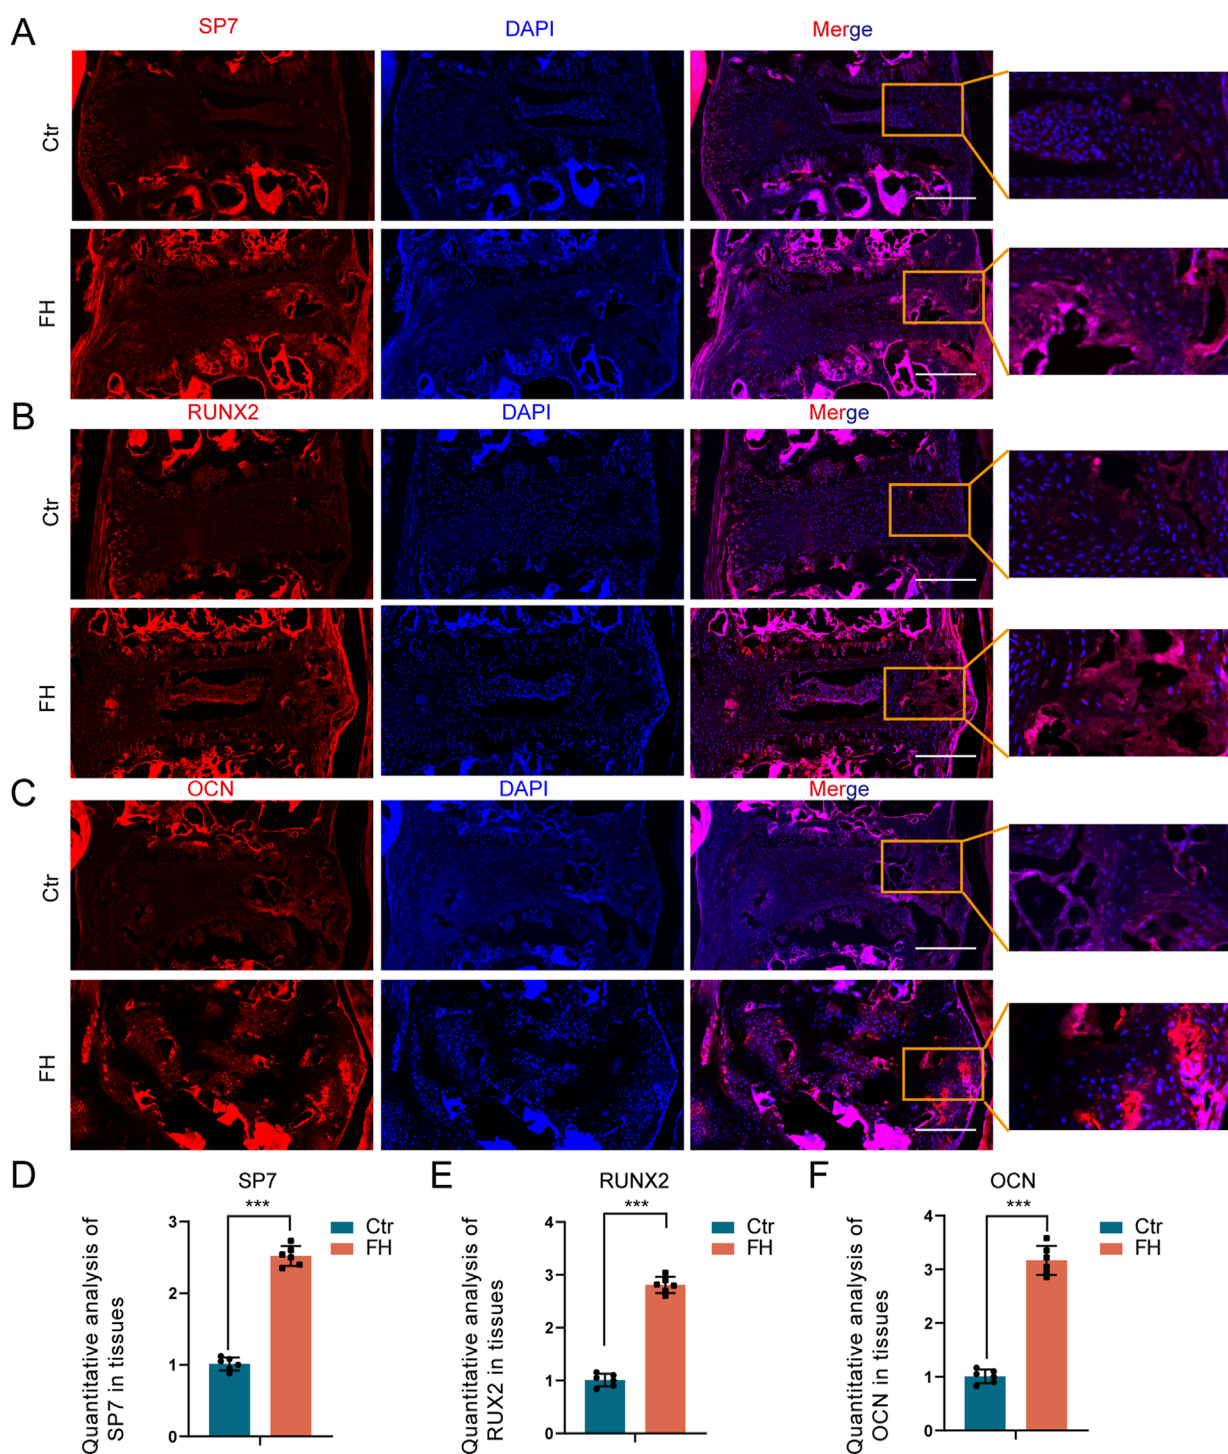 A
SP7
DAPI
Merge
Ctr
FH
B
RUNX2
DAPI
Merge
Ctr
FH
C
OCN
DAPI
Merge
Ctr
FH
D
SP7
***
Ctr
FH
Quantitative analysis of
SP7 in tissues
3
2
1
0
E
RUNX2
***
Ctr
FH
Quantitative analysis of
RUX2 in tissues
4
3
2
1
0
F
OCN
***
Ctr
FH
Quantitative analysis of
OCN in tissues
4
3
2
1
0